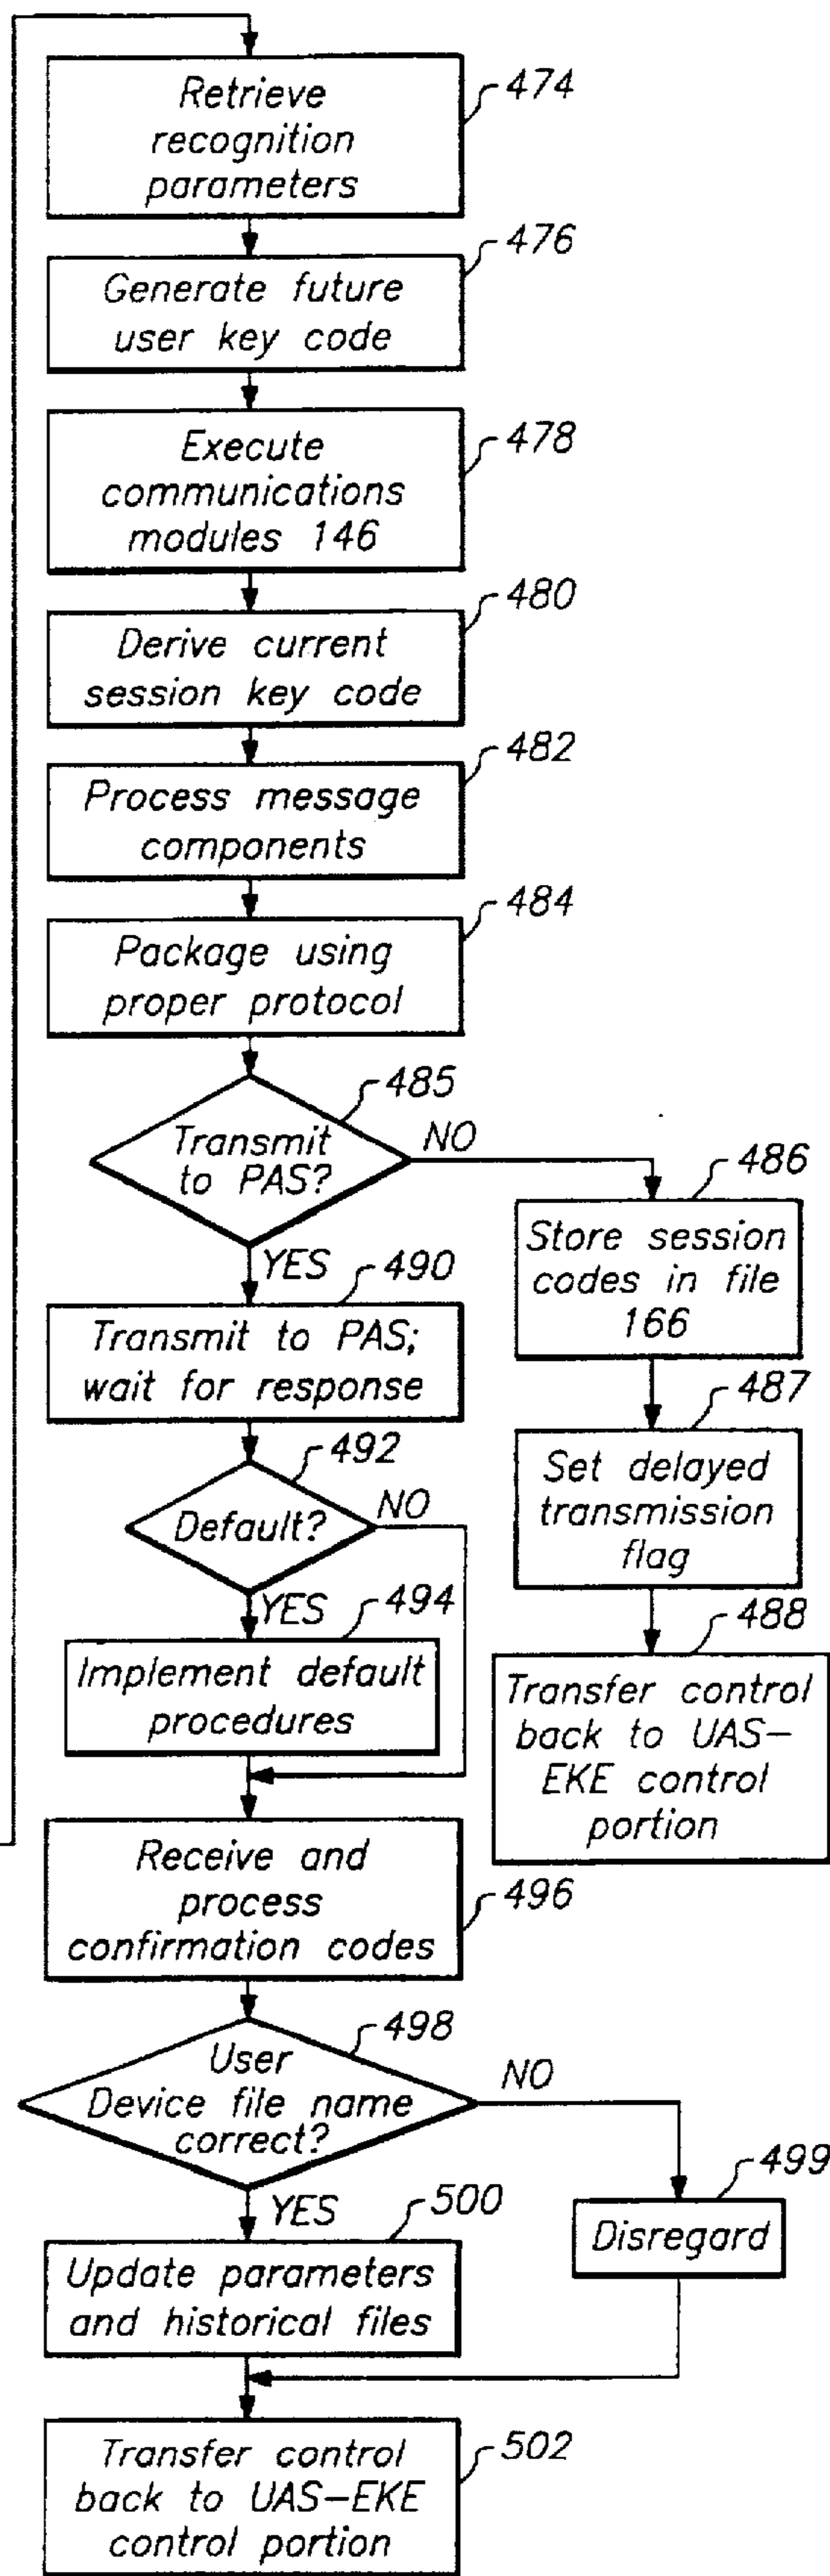 Retrieve
recognition
parameters
474
Generate future
user key code
476
Execute
communications
modules 146
478
Derive current
session key code
480
Process message
components
482
Package using
proper protocol
484
Transmit
to PAS?
485
NO
YES
Store session
codes in file
166
486
Set delayed
transmission
flag
487
Transfer control
back to UAS-
EKE control
portion
488
Transmit to PAS;
wait for response
490
Default?
492
NO
YES
Implement default
procedures
494
Receive and
process
confirmation codes
496
User
Device file name
correct?
498
NO
YES
Disregard
499
Update parameters
and historical files
500
Transfer control
back to UAS-EKE
control portion
502